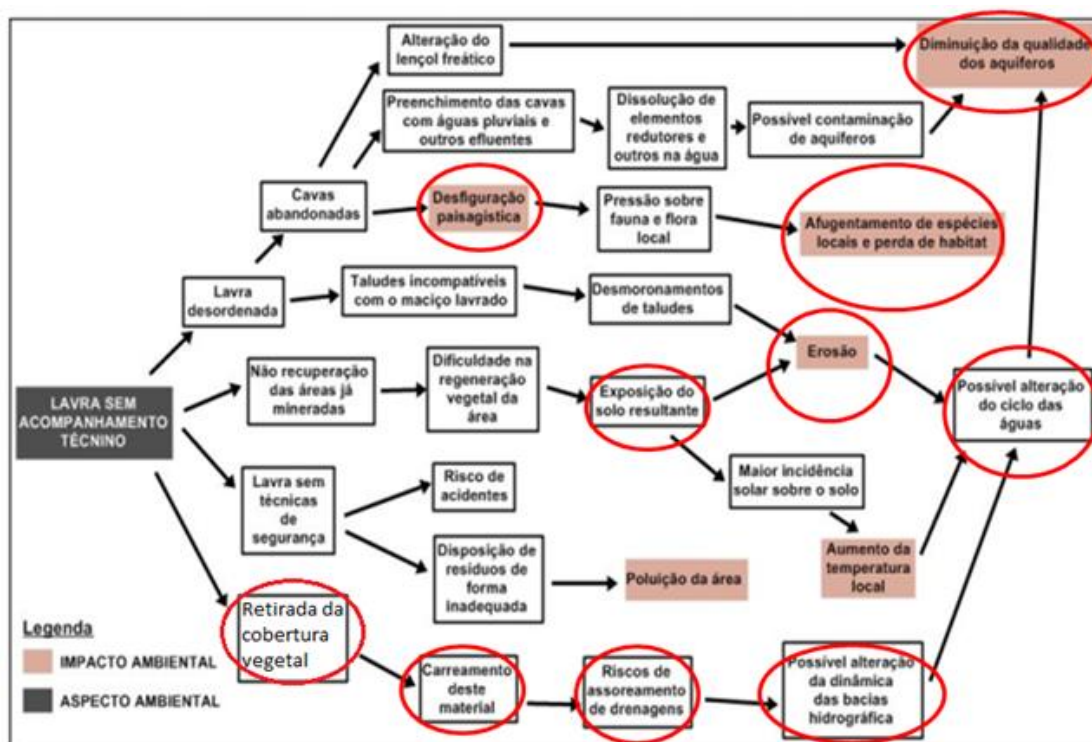 Alteração do
lençol freático
Diminuição da qualidade
dos aquíferos
Preenchimento das cavas
com águas pluviais e
outros efluentes
Dissolução de
elementos
redutores e
outros na água
Possível contaminação
de aquíferos
Cavas
abandonadas
Desfiguração
paisagística
Pressão sobre
fauna e flora
local
Afugentamento de espécies
locais e perda de habitat
Lavra
desordenada
Taludes incompatíveis
com o maciço lavrado
Desmoronamentos
de taludes
Erosão
Não recuperação
das áreas já
mineradas
Dificuldade na
regeneração
vegetal da
área
Exposição do
solo resultante
Possível alteração
do ciclo das
águas
LAVRA SEM
ACOMPANHAMENTO
TÉCNINO
Maior incidência
solar sobre o solo
Lavra sem
técnicas
de
segurança
Risco de
acidentes
Disposição de
resíduos de
forma
inadequada
Poluição da área
Aumento da
temperatura
local
Retirada da
cobertura
vegetal
Carreamento
deste
material
Riscos de
assoreamento
de drenagens
Possível alteração
da dinâmica
das bacias
hidrográfica
Legenda
IMPACTO AMBIENTAL
ASPECTO AMBIENTAL